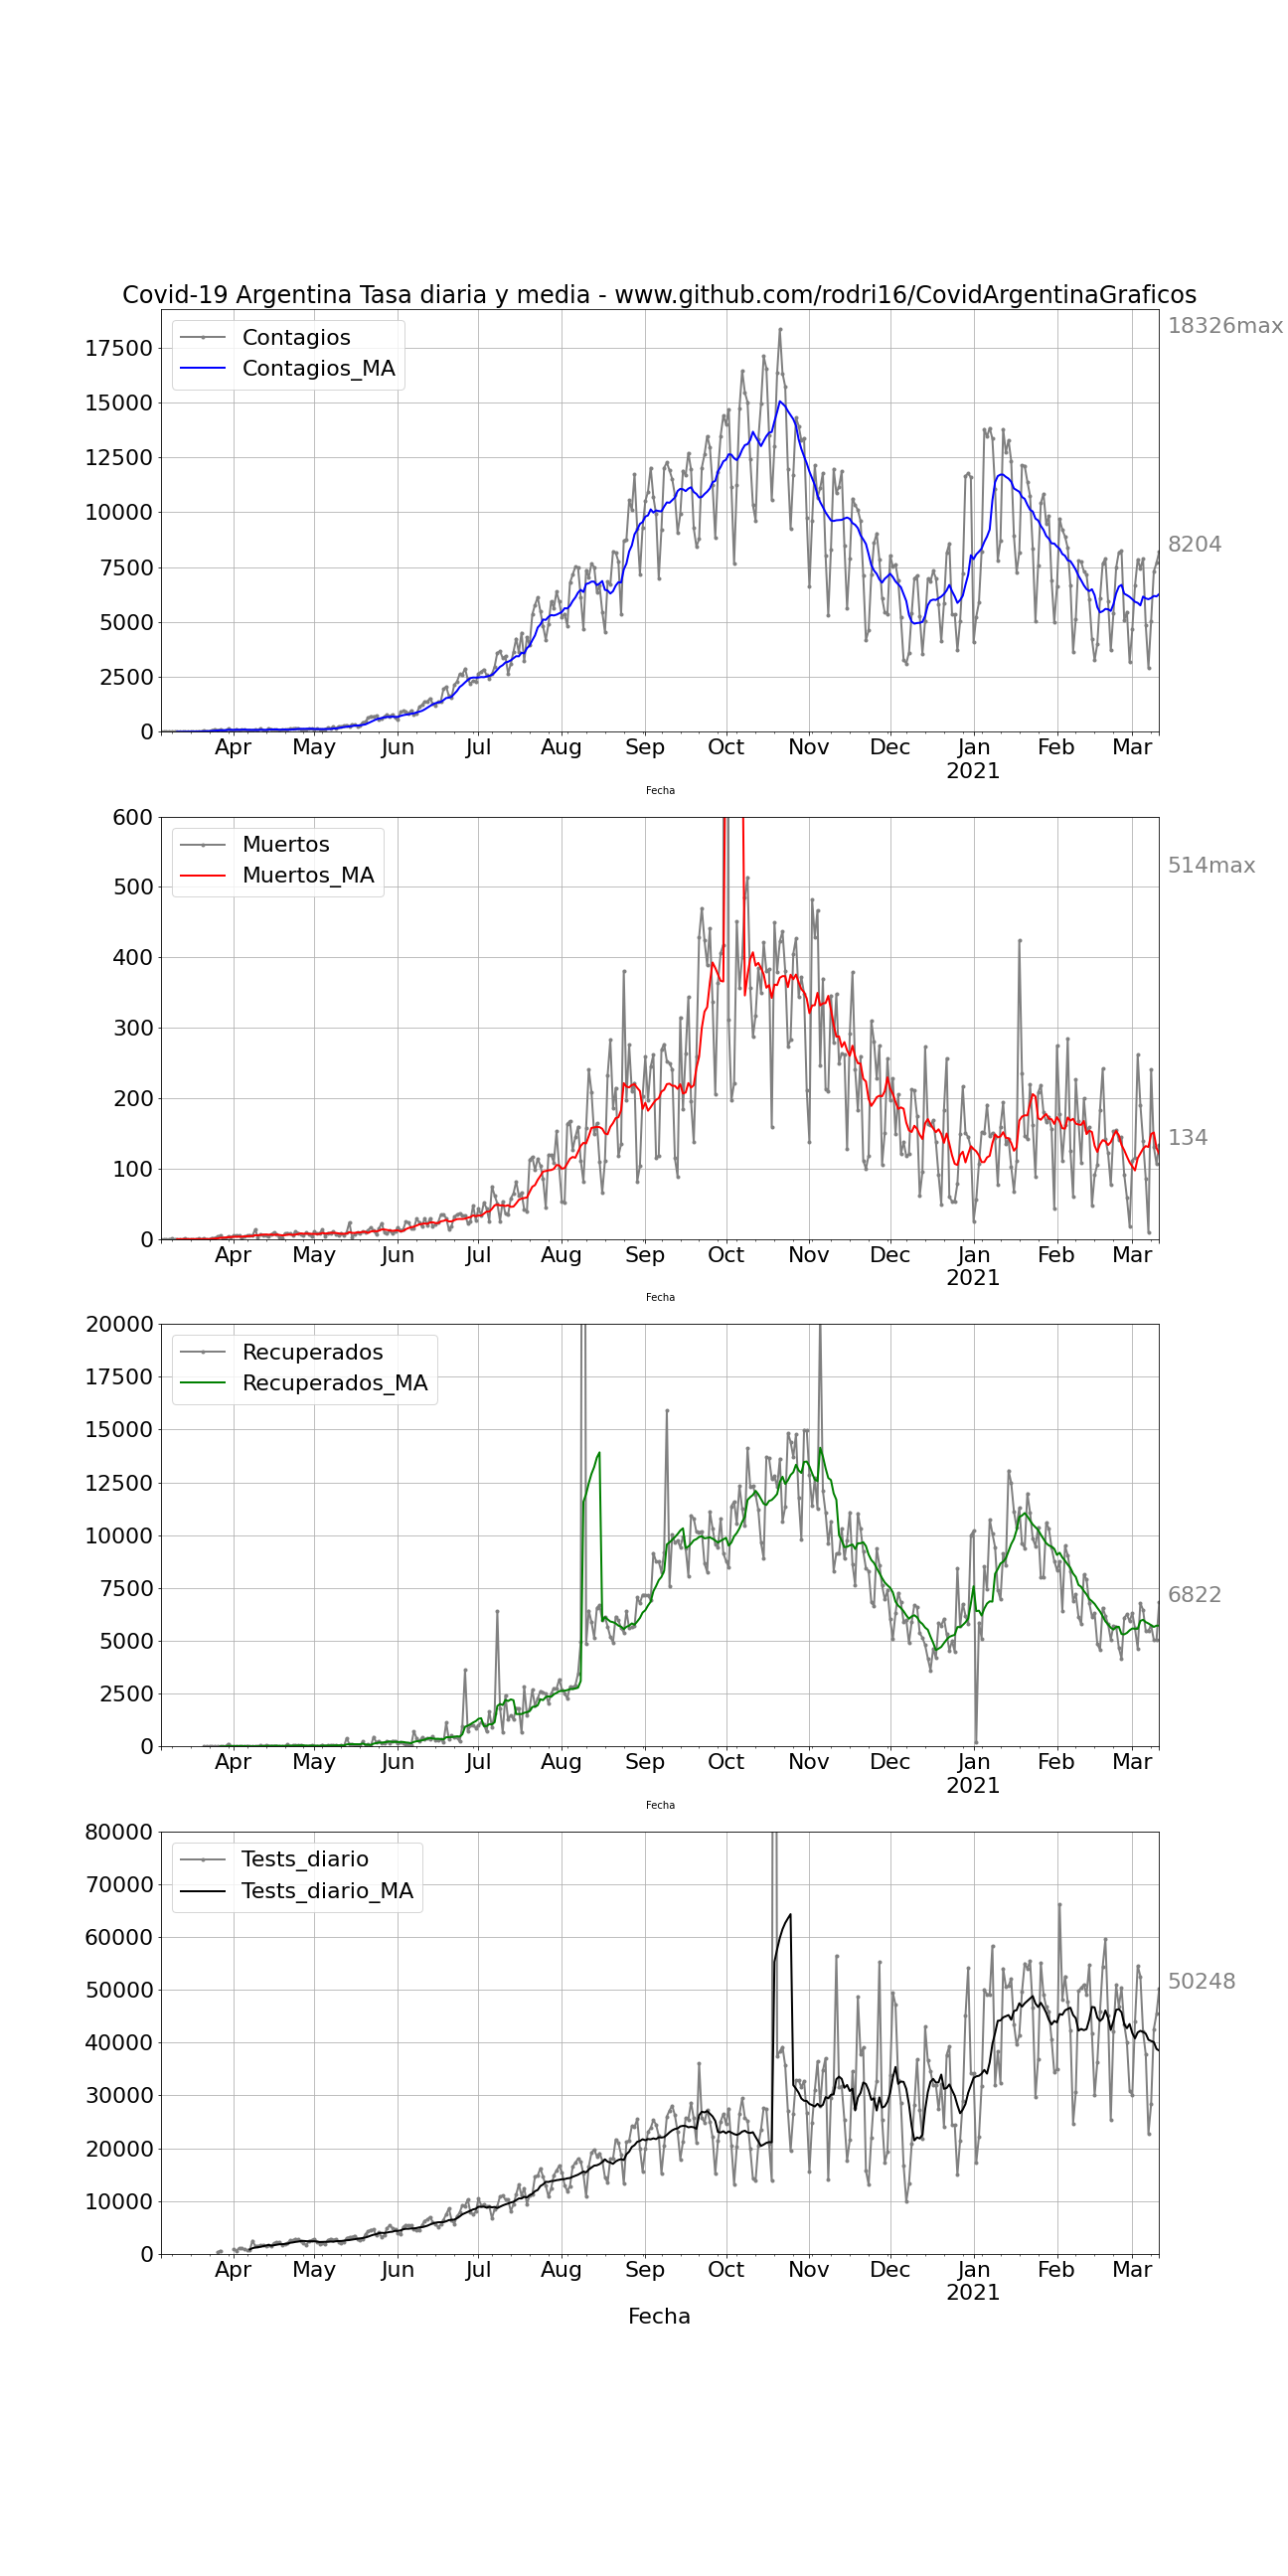 Covid-19 Argentina Tasa diaria y media - www.github.com/rodri16/CovidArgentinaGraficos
18326max
Contagios
Contagios_MA
17500
15000
12500
10000
8204
7500
5000
2500
0
Apr May Jun Jul Aug Sep Oct Nov Dec Jan Feb Mar
2021
Fecha
600
Muertos
514max
Muertos_MA
500
400
300
200
134
100
0
Apr May Jun Jul Aug Sep Oct Nov Dec Jan Feb Mar
2021
Fecha
20000
Recuperados
Recuperados_MA
17500
15000
12500
10000
7500
6822
5000
2500
0
Apr May Jun Jul Aug Sep Oct Nov Dec Jan Feb Mar
2021
Fecha
80000
Tests_diario
70000
Tests_diario_MA
60000
50000
50248
40000
30000
20000
10000
0
Apr May Jun Jul Aug Sep Oct Nov Dec Jan Feb Mar
2021
Fecha